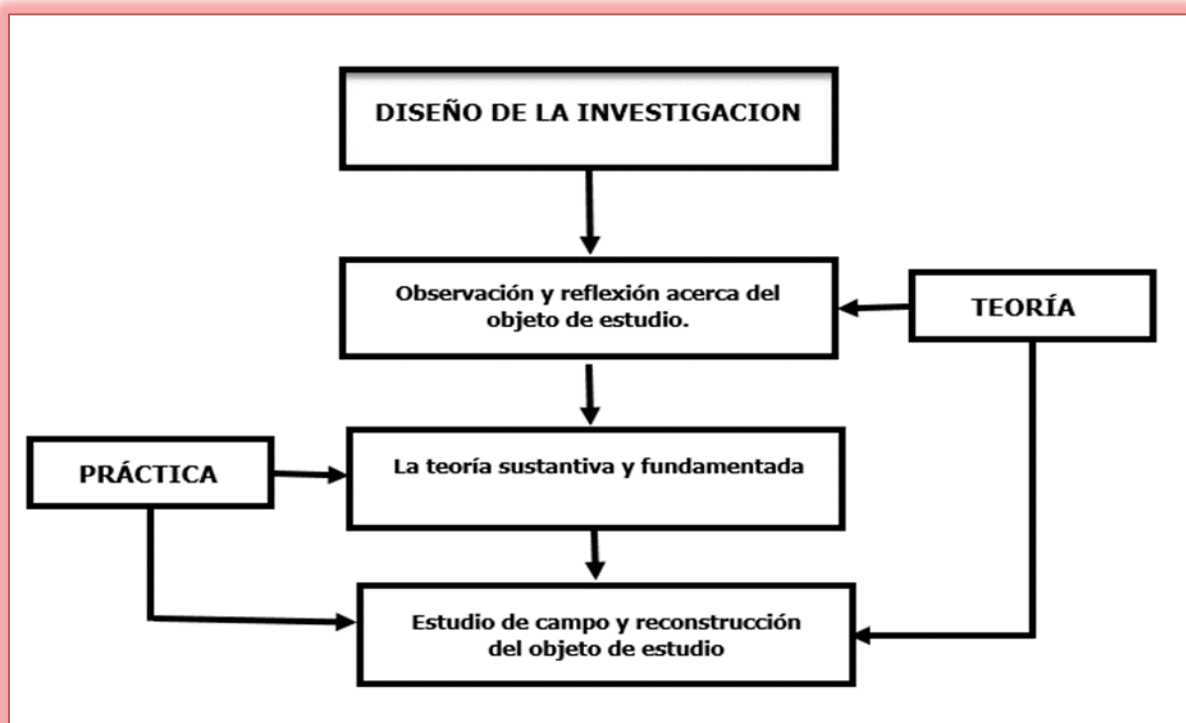 DISEÑO DE LA INVESTIGACION
Observación y reflexión acerca del
objeto de estudio.
TEORÍA
La teoría sustantiva y fundamentada
PRÁCTICA
Estudio de campo y reconstrucción
del objeto de estudio